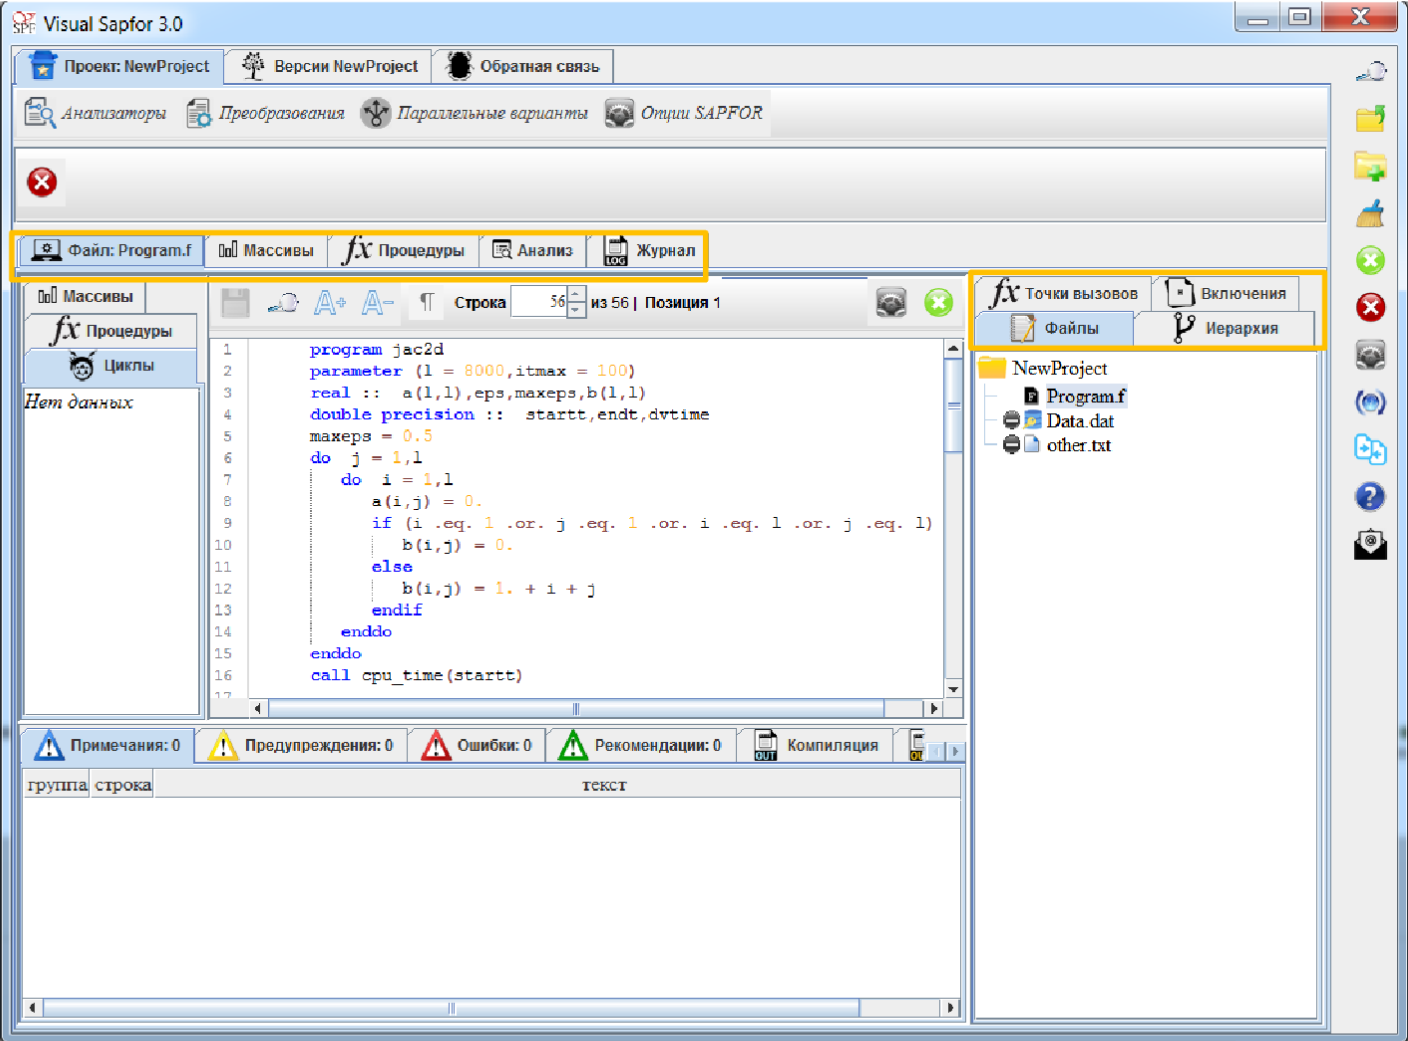 SPF Visual Sapfor 3.0
Проект: NewProject Версии NewProject Обратная связь
Анализаторы Преобразования Параллельные варианты Опции SAPFOR
Файл: Program.f Массивы fx Процедуры Анализ LOG Журнал
Массивы
fx Процедуры
Циклы
Нет данных
A+ A- ¶ Строка 56 из 56 | Позиция 1
1 program jac2d
2 parameter (l = 8000,itmax = 100)
3 real :: a(l,l),eps,maxeps,b(l,l)
4 double precision :: startt,endt,dvtime
5 maxeps = 0.5
6 do j = 1,l
7 do i = 1,l
8 a(i,j) = 0.
9 if (i .eq. 1 .or. j .eq. 1 .or. i .eq. l .or. j .eq. l)
10 b(i,j) = 0.
11 else
12 b(i,j) = 1. + i + j
13 endif
14 enddo
15 enddo
16 call cpu_time(startt)
17
fx Точки вызовов Включения
Файлы Иерархия
NewProject
Program.f
Data.dat
other.txt
Примечания: 0 Предупреждения: 0 Ошибки: 0 Рекомендации: 0 OUT Компиляция
группа строка текст